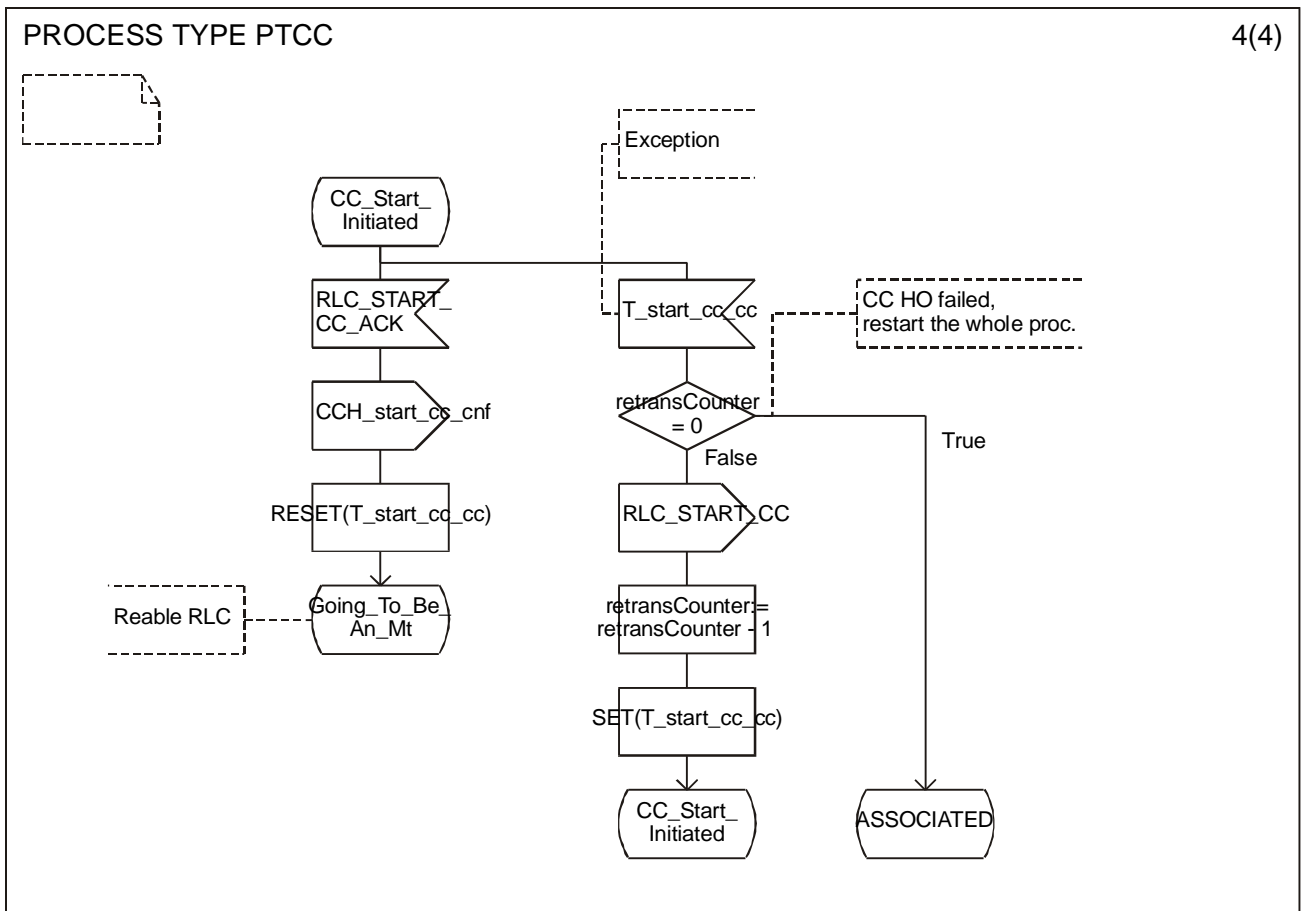 PROCESS TYPE PTCC
4(4)
Exception
CC_Start_
Initiated
RLC_START_
CC_ACK
T_start_cc_cc
CC HO failed,
restart the whole proc.
CCH_start_cc_cnf
retransCounter
= 0
True
False
RESET(T_start_cc_cc)
RLC_START_CC
Reable RLC
Going_To_Be_
An_Mt
retransCounter:=
retransCounter - 1
SET(T_start_cc_cc)
CC_Start_
Initiated
ASSOCIATED